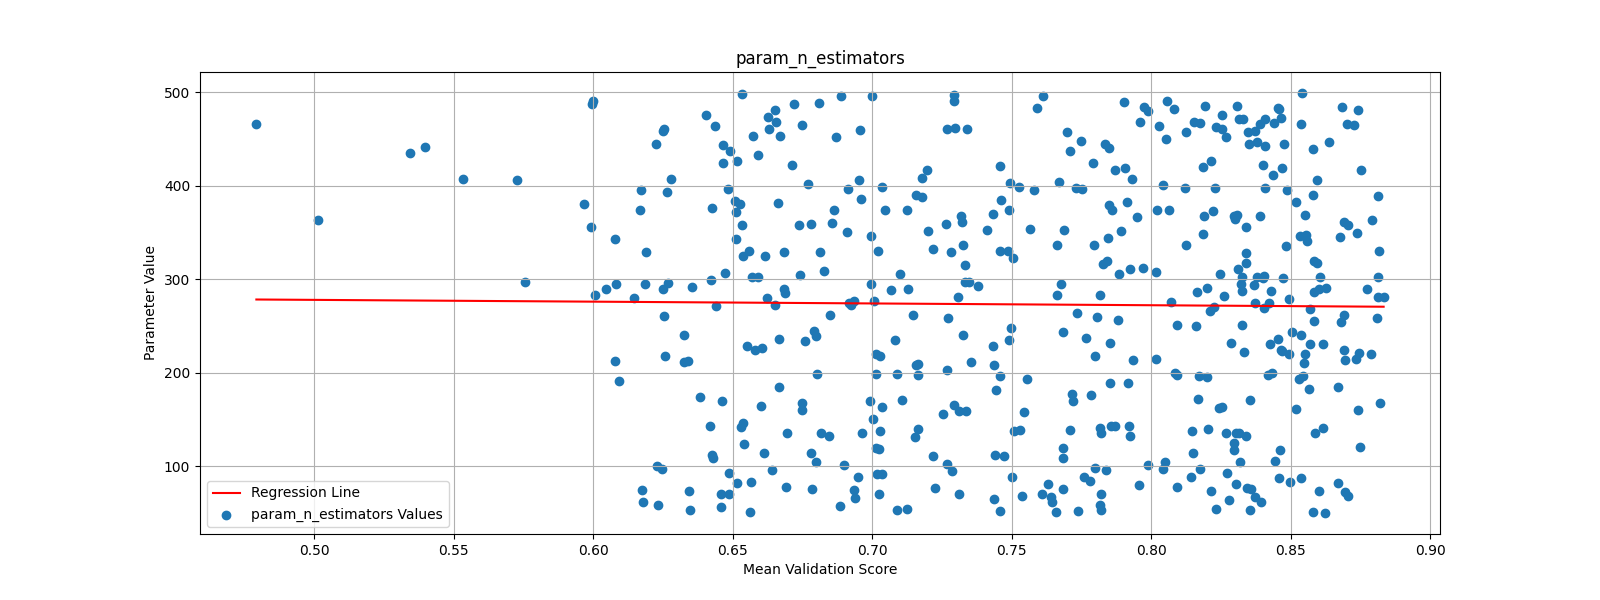 param_n_estimators
Parameter Value
500
400
300
200
100
Regression Line
param_n_estimators Values
0.50 0.55 0.60 0.65 0.70 0.75 0.80 0.85 0.90
Mean Validation Score